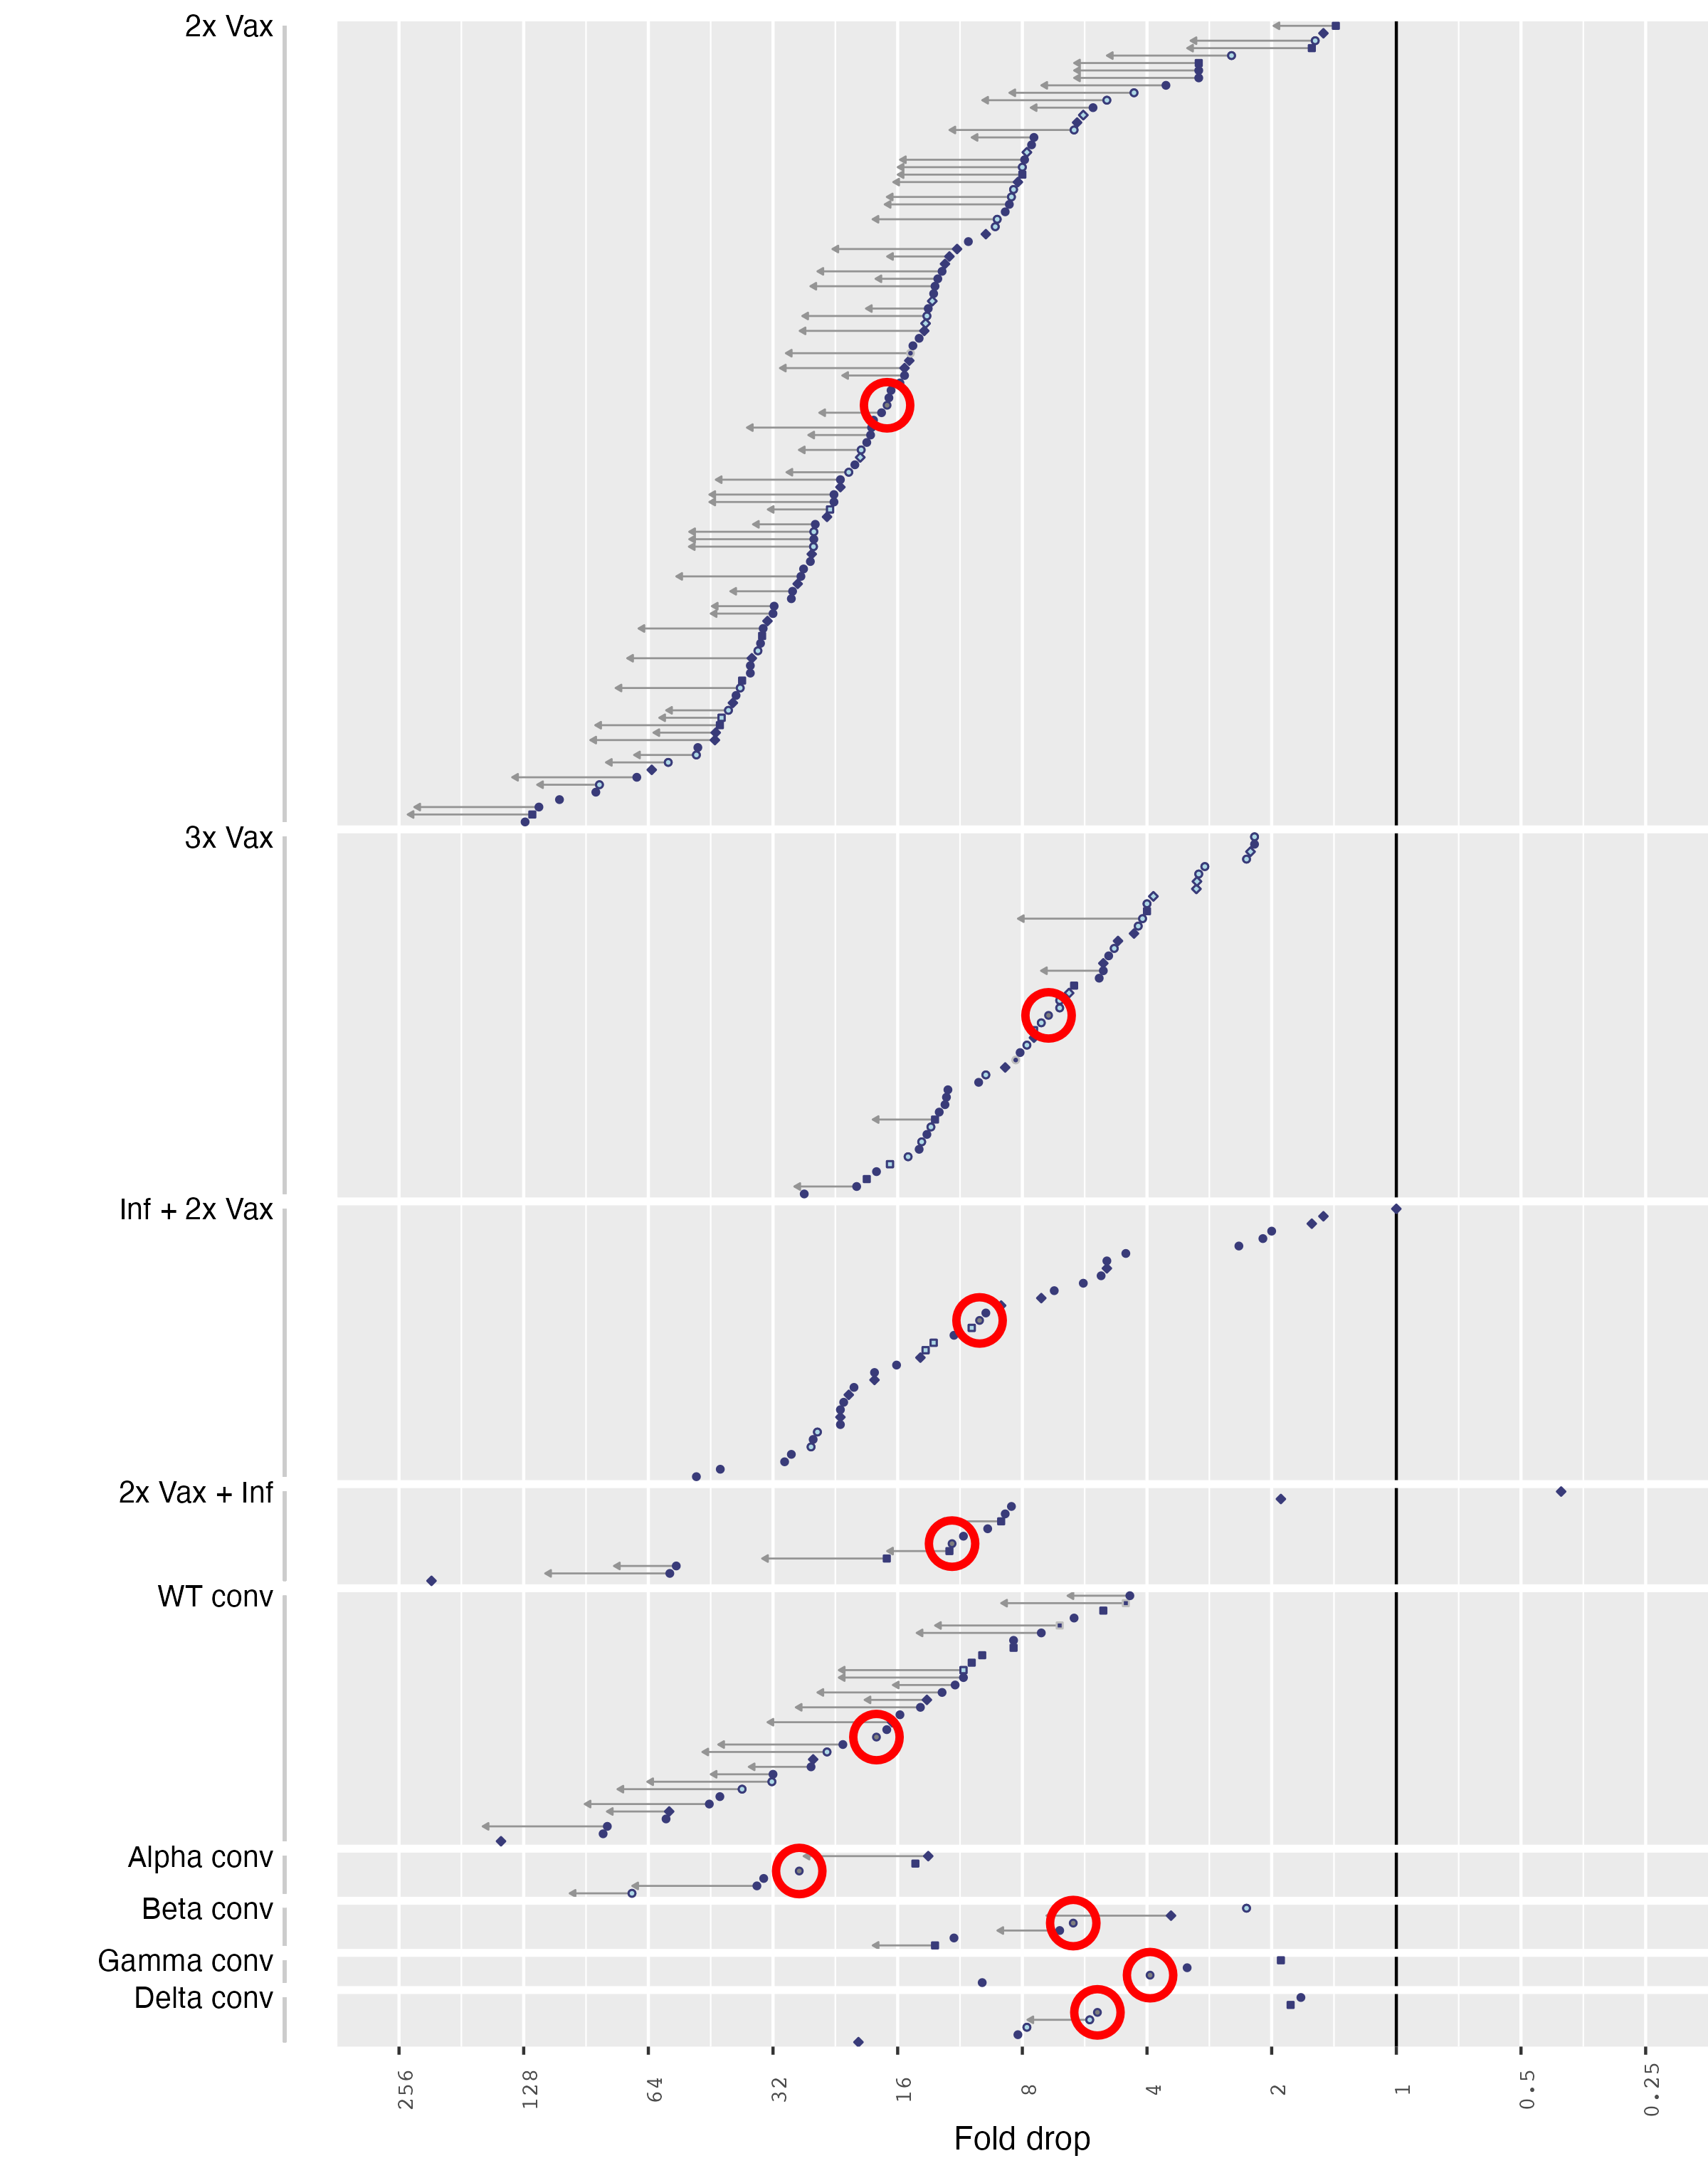 2x Vax
3x Vax
Inf + 2x Vax
2x Vax + Inf
WT conv
Alpha conv
Beta conv
Gamma conv
Delta conv
256 128 64 32 16 8 4 2 1 0.5 0.25
Fold drop